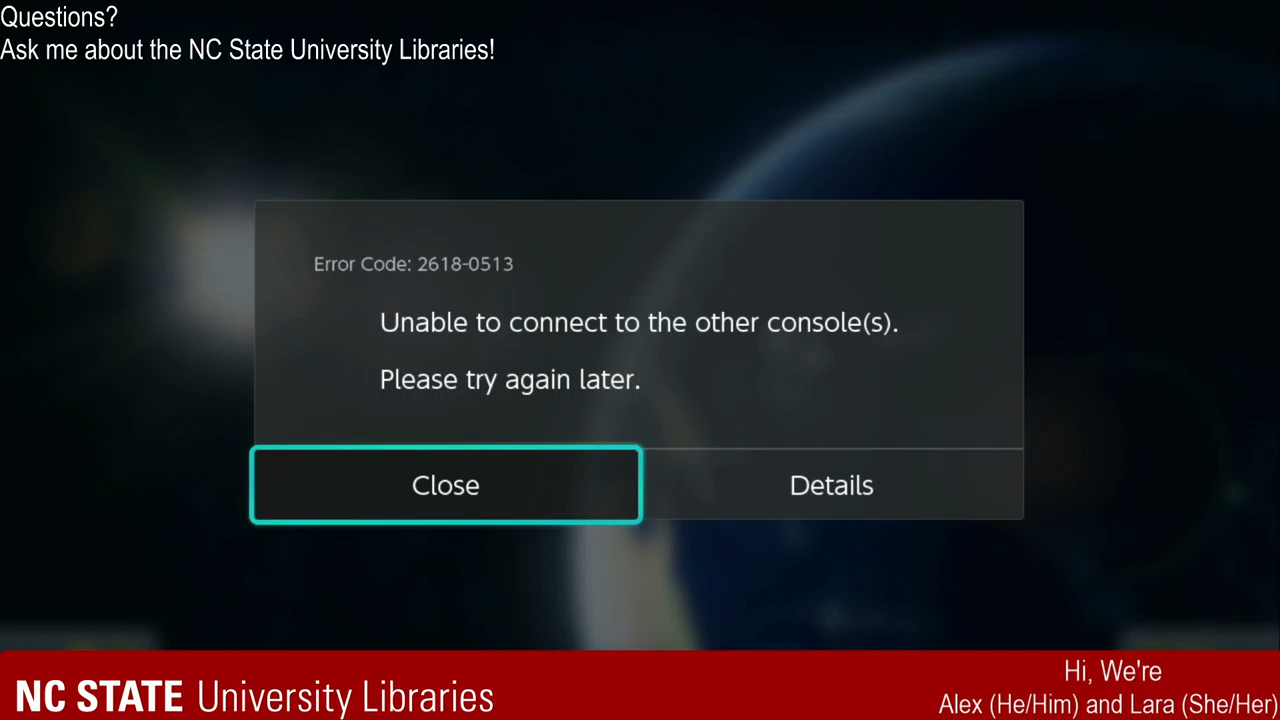 Questions?
Ask me about the NC State University Libraries!
Error Code: 2618-0513
Unable to connect to the other console(s).
Please try again later.
Close
Details
NC STATE University Libraries
Hi, We're
Alex (He/Him) and Lara (She/Her)